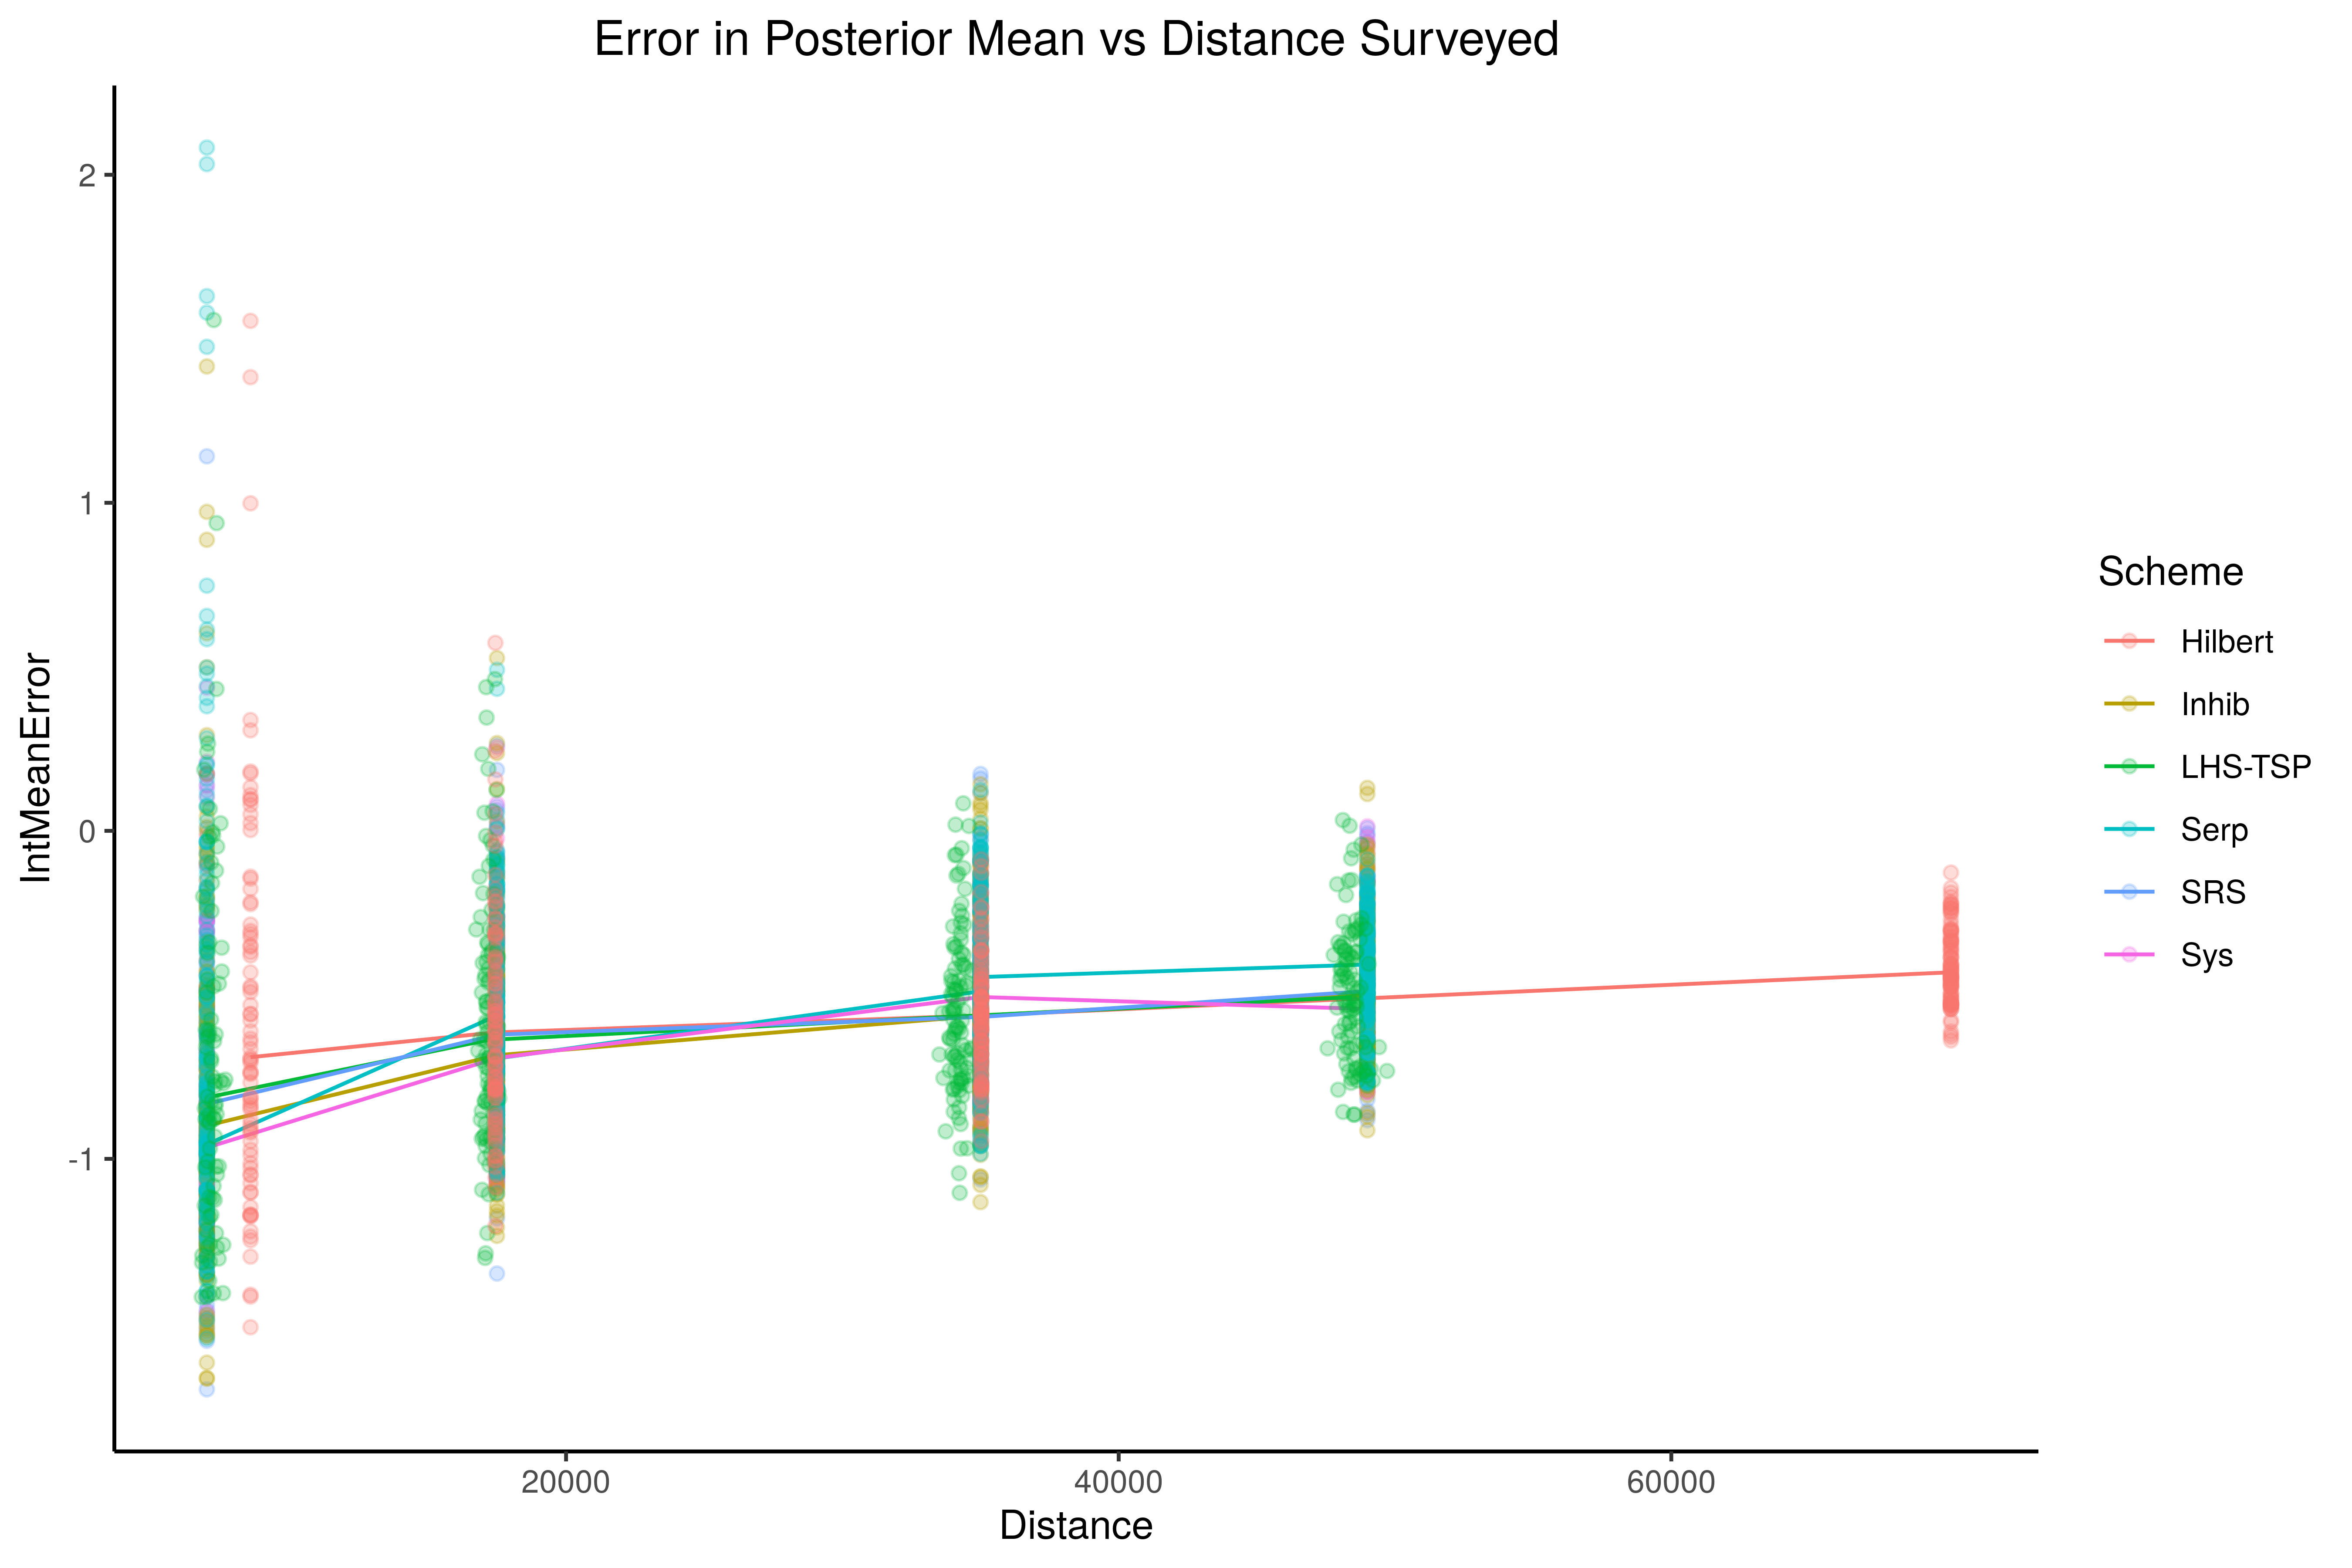 Error in Posterior Mean vs Distance Surveyed
IntMeanError
2
1
0
-1
20000
40000
60000
Distance
Scheme
Hilbert
Inhib
LHS-TSP
Serp
SRS
Sys